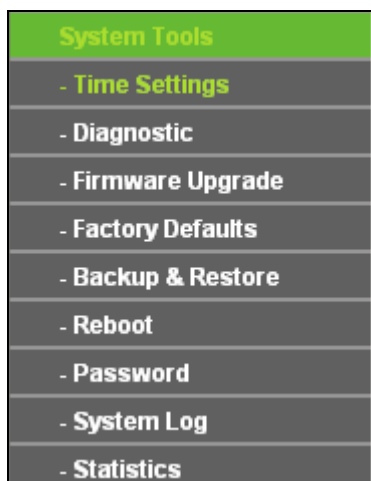 System Tools
- Time Settings
- Diagnostic
- Firmware Upgrade
- Factory Defaults
- Backup & Restore
- Reboot
- Password
- System Log
- Statistics